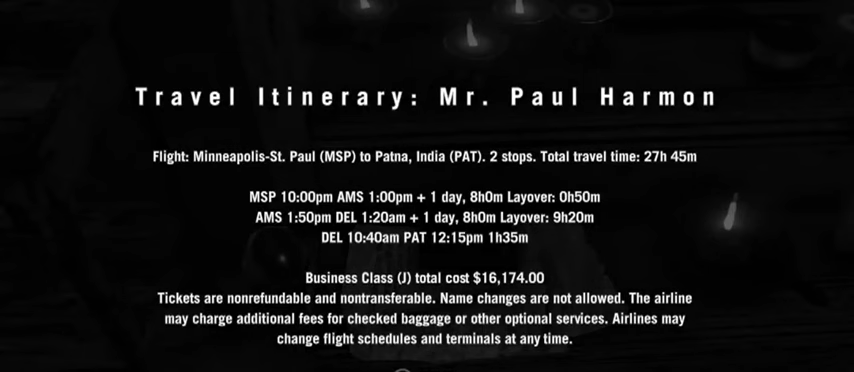 Travel Itinerary: Mr. Paul Harmon
Flight: Minneapolis-St. Paul (MSP) to Patna, India (PAT). 2 stops. Total travel time: 27h 45m
MSP 10:00pm AMS 1:00pm + 1 day, 8h0m Layover: 0h50m
AMS 1:50pm DEL 1:20am + 1 day, 8h0m Layover: 9h20m
DEL 10:40am PAT 12:15pm 1h35m
Business Class (J) total cost $16,174.00
Tickets are nonrefundable and nontransferable. Name changes are not allowed. The airline
may charge additional fees for checked baggage or other optional services. Airlines may
change flight schedules and terminals at any time.